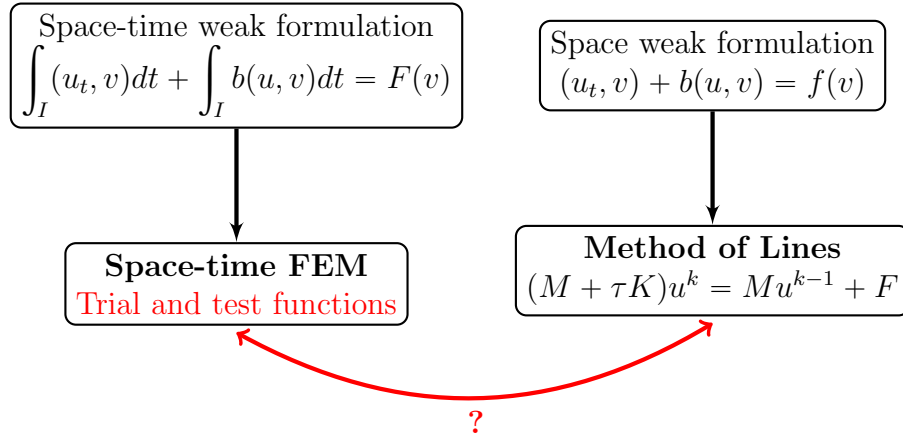 Space-time weak formulation
∫_I (u_t, v)dt + ∫_I b(u, v)dt = F(v)
Space weak formulation
(u_t, v) + b(u, v) = f(v)
Space-time FEM
Trial and test functions
Method of Lines
(M + τK)u^k = Mu^{k−1} + F
?